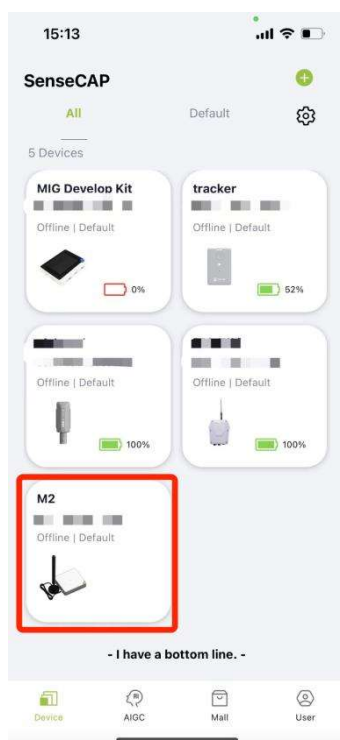 15:13
SenseCAP
All Default
5 Devices
MIG Develop Kit
Offline | Default
0%
tracker
Offline | Default
52%
Offline | Default
100%
Offline | Default
100%
M2
Offline | Default
- I have a bottom line. -
Device AIGC Mall User